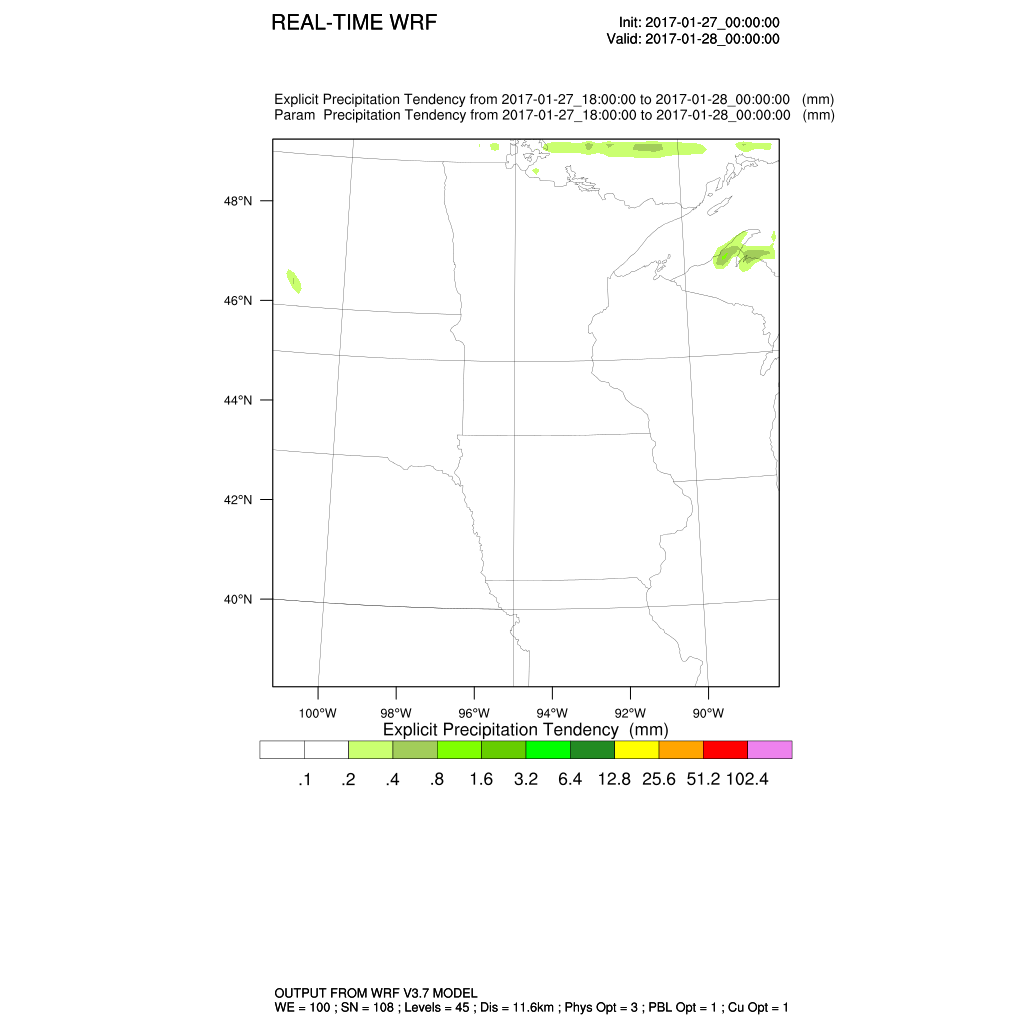 REAL-TIME WRF
Init: 2017-01-27_00:00:00
Valid: 2017-01-28_00:00:00
Explicit Precipitation Tendency from 2017-01-27_18:00:00 to 2017-01-28_00:00:00 (mm)
Param Precipitation Tendency from 2017-01-27_18:00:00 to 2017-01-28_00:00:00 (mm)
48°N
46°N
44°N
42°N
40°N
100°W 98°W 96°W 94°W 92°W 90°W
Explicit Precipitation Tendency (mm)
.1 .2 .4 .8 1.6 3.2 6.4 12.8 25.6 51.2 102.4
OUTPUT FROM WRF V3.7 MODEL
WE = 100 ; SN = 108 ; Levels = 45 ; Dis = 11.6km ; Phys Opt = 3 ; PBL Opt = 1 ; Cu Opt = 1